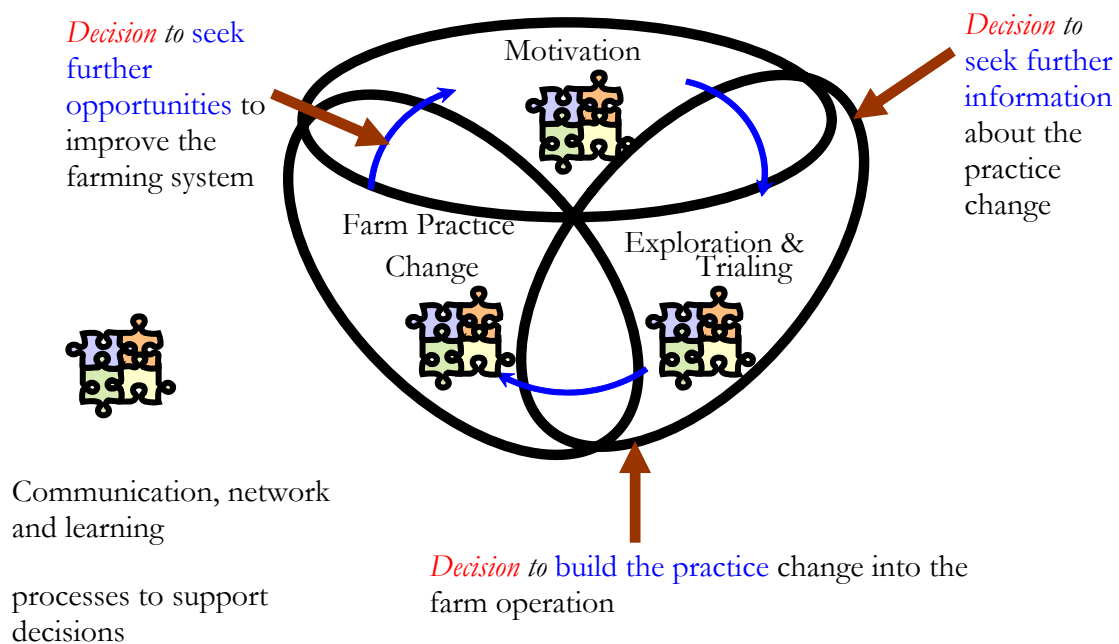 Decision to seek
further
opportunities to
improve the
farming system
Motivation
Decision to
seek further
information
about the
practice
change
Farm Practice
Change
Exploration &
Trialing
Communication, network
and learning
processes to support
decisions
Decision to build the practice change into the
farm operation